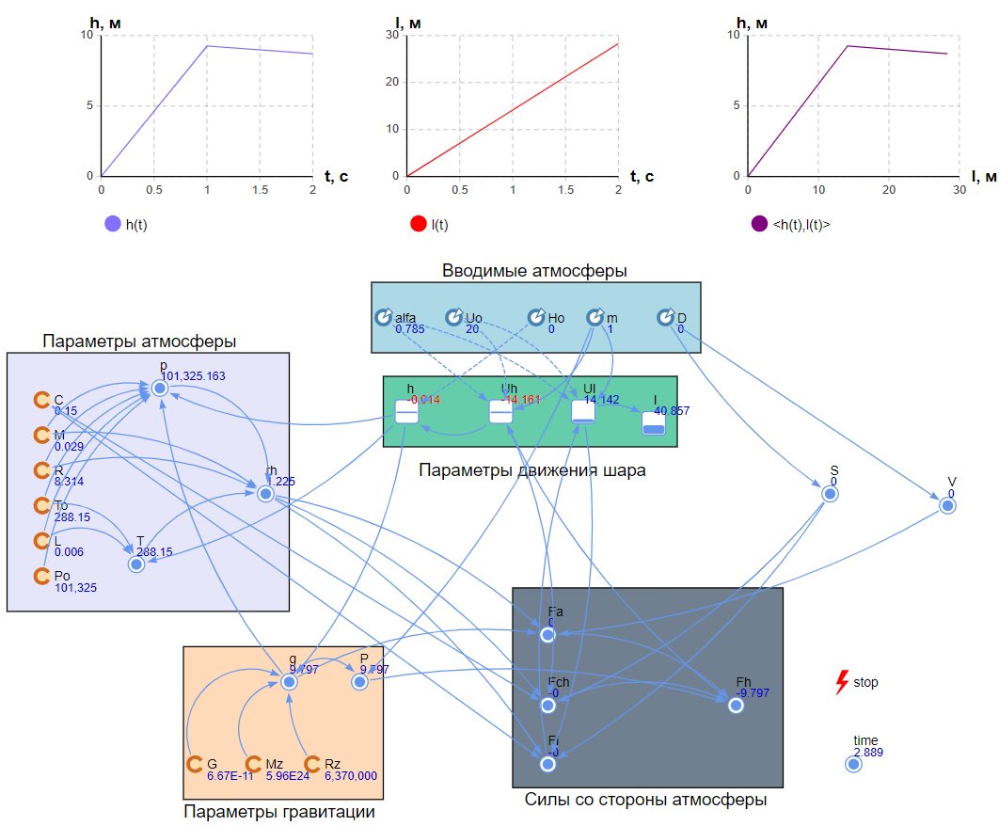 h, м
10
5
0
0
0.5
1
1.5
2
t, с
h(t)
l, м
30
20
10
0
0
0.5
1
1.5
2
t, с
l(t)
h, м
10
5
0
0
10
20
30
l, м
<h(t),l(t)>
Вводимые атмосферы
alfa
0.785
Uo
20
Ho
0
m
1
D
0
Параметры атмосферы
p
101,325.163
C
0.15
M
0.029
R
8.314
To
288.15
L
0.006
Po
101,325
T
288.15
rh
1.225
h
-0.014
Uh
-14.161
Ul
14.142
l
40.857
Параметры движения шара
S
0
V
0
g
9.797
P
9.797
G
6.67E-11
Mz
5.96E24
Rz
6,370,000
Параметры гравитации
Fa
0
Fch
-0
Fl
-0
Fh
-9.797
Силы со стороны атмосферы
stop
time
2.889